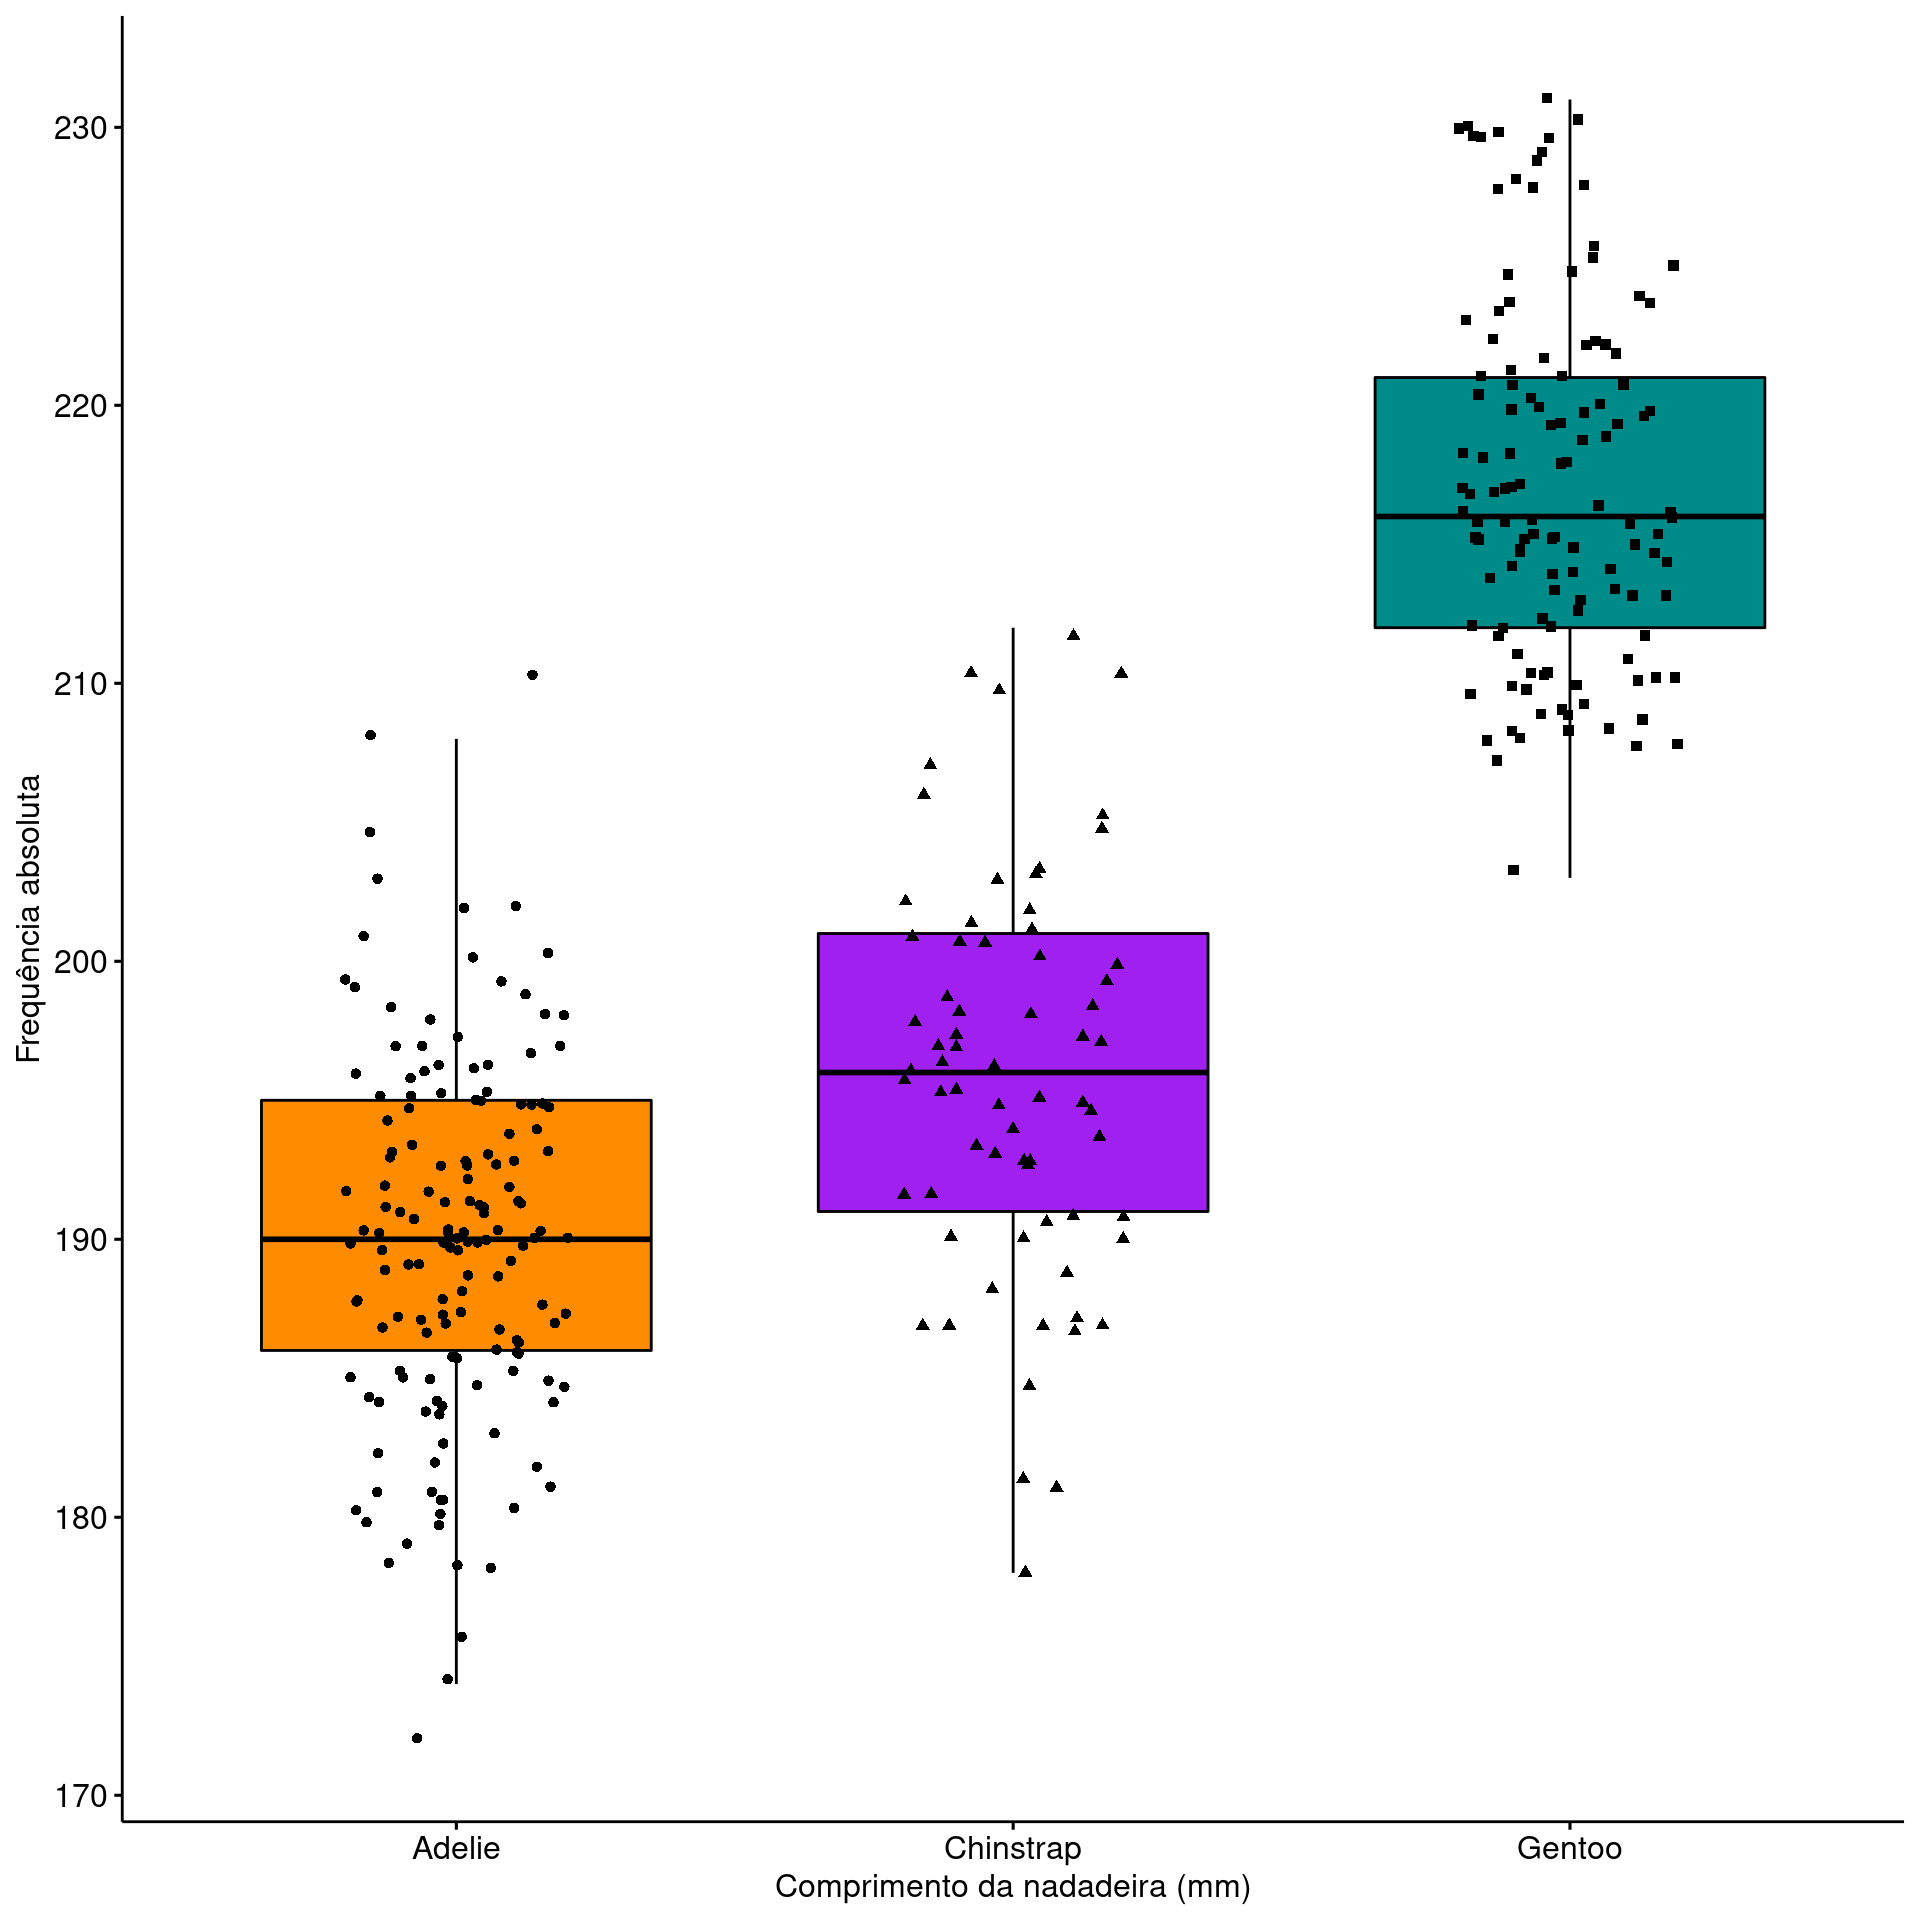 Frequência absoluta
230
220
210
200
190
180
170
Adelie
Chinstrap
Gentoo
Comprimento da nadadeira (mm)